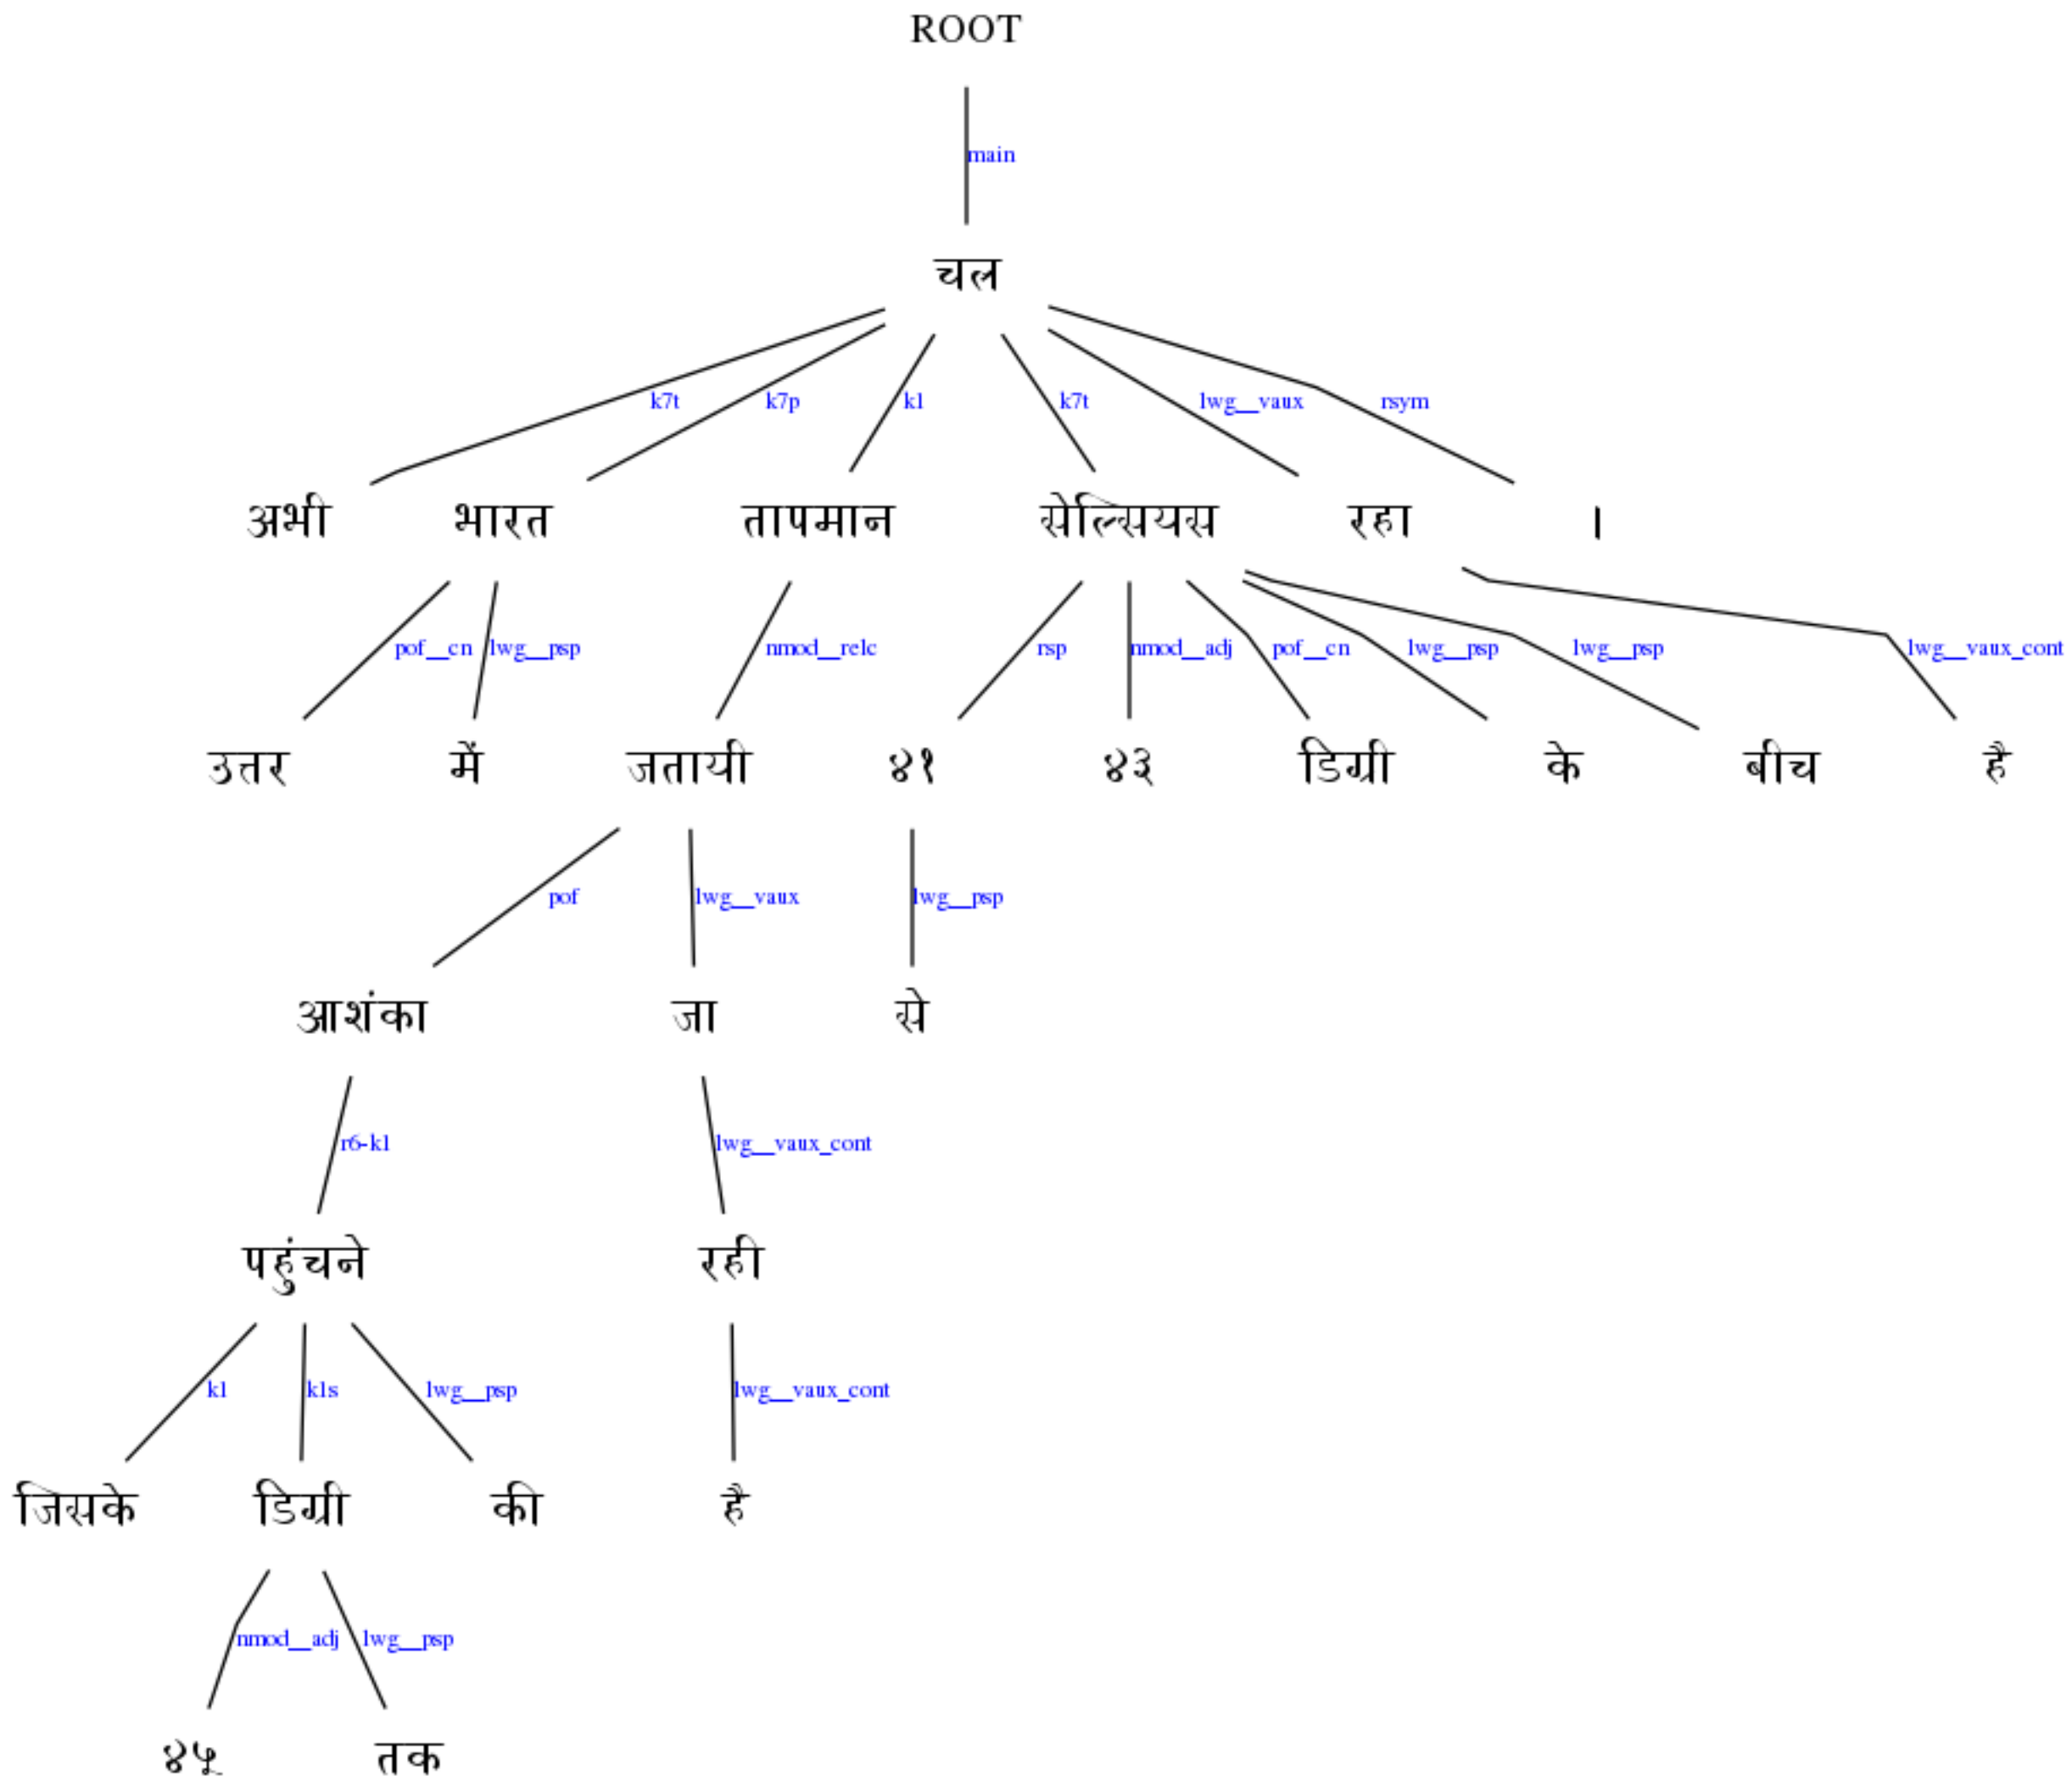 ROOT
main
चल
k7t k7p k1 k7t lwg__vaux rsym
अभी भारत तापमान सेल्सियस रहा ।
pof__cn lwg__psp nmod__relc rsp nmod__adj pof__cn lwg__psp lwg__psp lwg__vaux_cont
उत्तर में जतायी ४१ ४३ डिग्री के बीच है
pof lwg__vaux lwg__psp
आशंका जा से
r6-k1 lwg__vaux_cont
पहुंचने रही
k1 k1s lwg__psp lwg__vaux_cont
जिसके डिग्री की है
nmod__adj lwg__psp
४५ तक